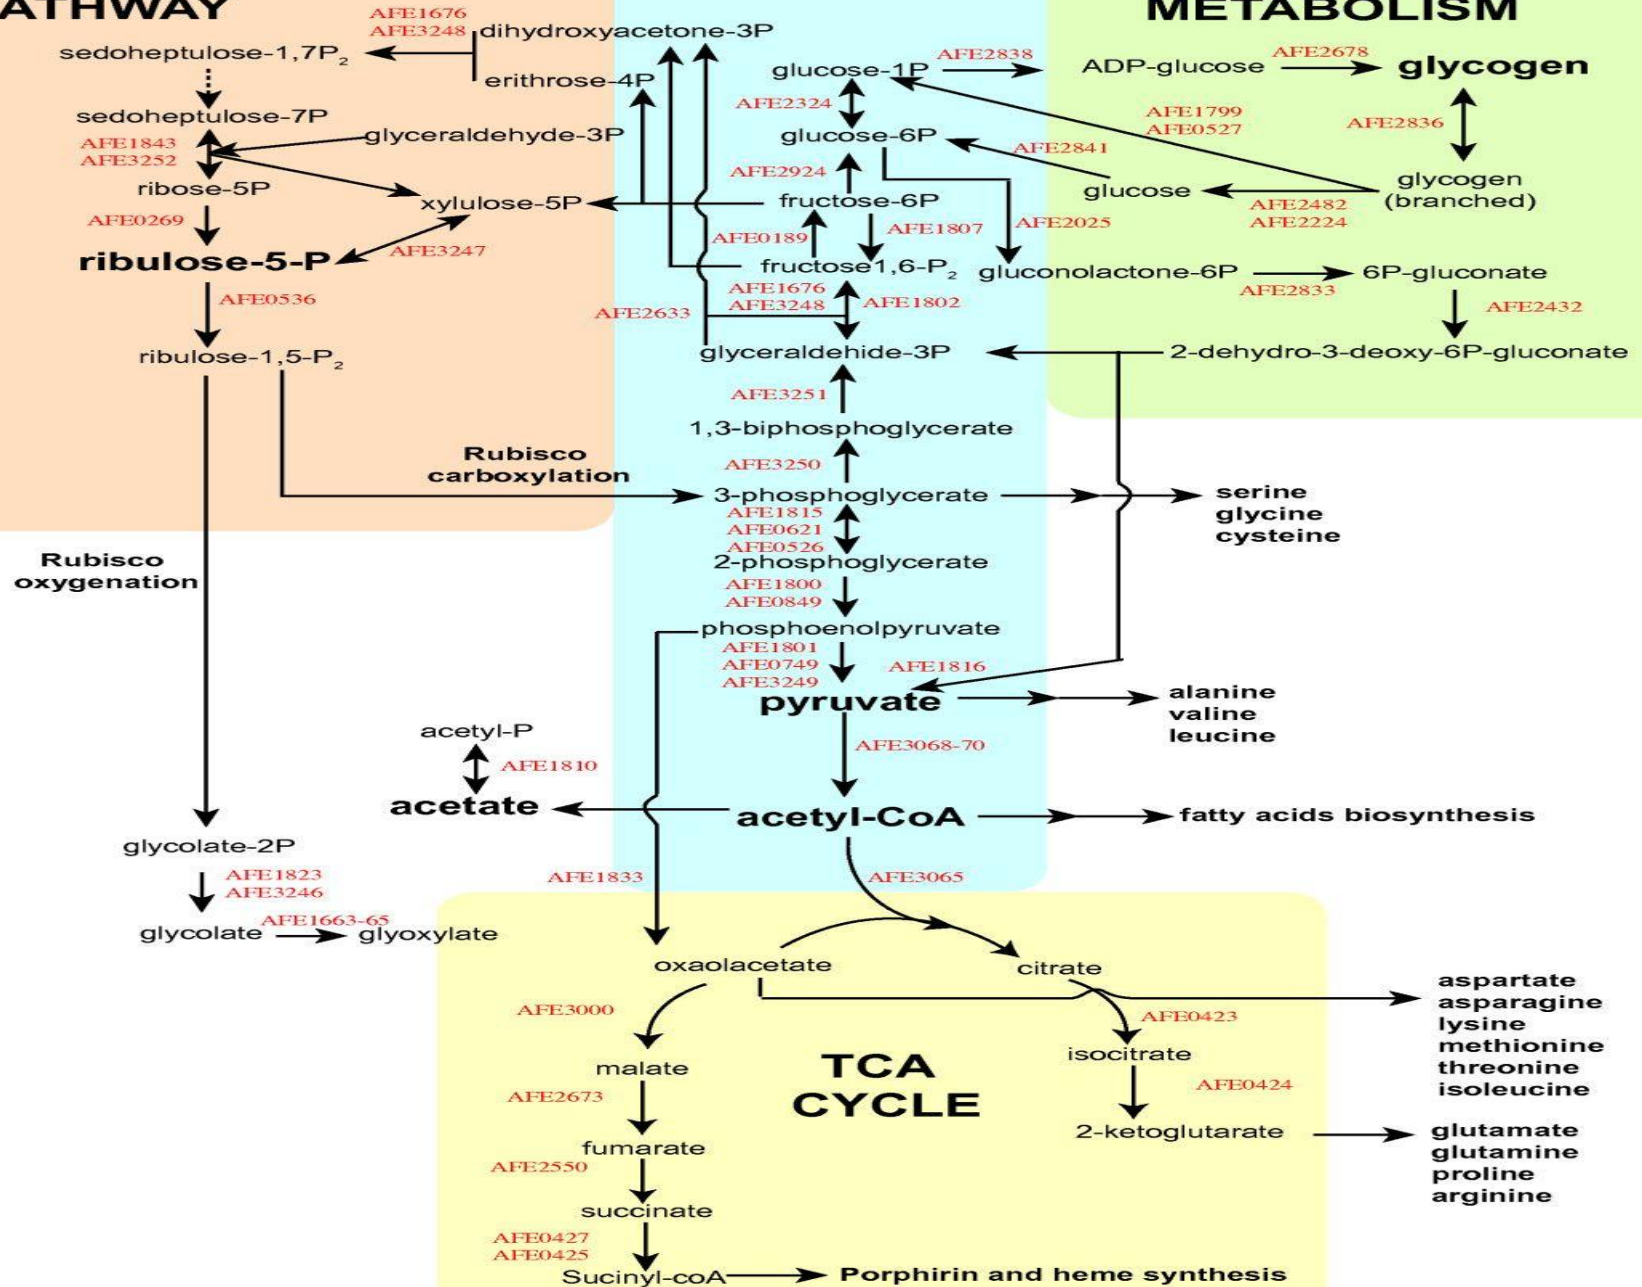 ATHWAY
AFE1676
AFE3248
dihydroxyacetone-3P
sedoheptulose-1,7P2
erithrose-4P
sedoheptulose-7P
AFE1843
AFE3252
glyceraldehyde-3P
ribose-5P
xylulose-5P
AFE0269
AFE3247
ribulose-5-P
AFE0536
ribulose-1,5-P2
Rubisco
carboxylation
Rubisco
oxygenation
METABOLISM
glucose-1P
AFE2838
ADP-glucose
AFE2678
glycogen
AFE2324
AFE1799
AFE0527
AFE2836
glucose-6P
AFE2841
AFE2924
glucose
glycogen
(branched)
AFE2482
AFE2224
fructose-6P
AFE0189
AFE1807
AFE2025
fructose1,6-P2
gluconolactone-6P
6P-gluconate
AFE2833
AFE1676
AFE3248
AFE1802
AFE2633
AFE2432
glyceraldehide-3P
2-dehydro-3-deoxy-6P-gluconate
AFE3251
1,3-biphosphoglycerate
AFE3250
3-phosphoglycerate
serine
glycine
cysteine
AFE1815
AFE0621
AFE0526
2-phosphoglycerate
AFE1800
AFE0849
phosphoenolpyruvate
AFE1801
AFE0749
AFE3249
AFE1816
pyruvate
alanine
valine
leucine
AFE3068-70
acetyl-P
AFE1810
acetate
acetyl-CoA
fatty acids biosynthesis
glycolate-2P
AFE1823
AFE3246
AFE1663-65
glycolate
glyoxylate
AFE1833
AFE3065
oxaolacetate
citrate
aspartate
asparagine
lysine
methionine
threonine
isoleucine
AFE3000
AFE0423
malate
TCA
CYCLE
isocitrate
AFE2673
AFE0424
fumarate
2-ketoglutarate
glutamate
glutamine
proline
arginine
AFE2550
succinate
AFE0427
AFE0425
Sucinyl-coA
Porphirin and heme synthesis